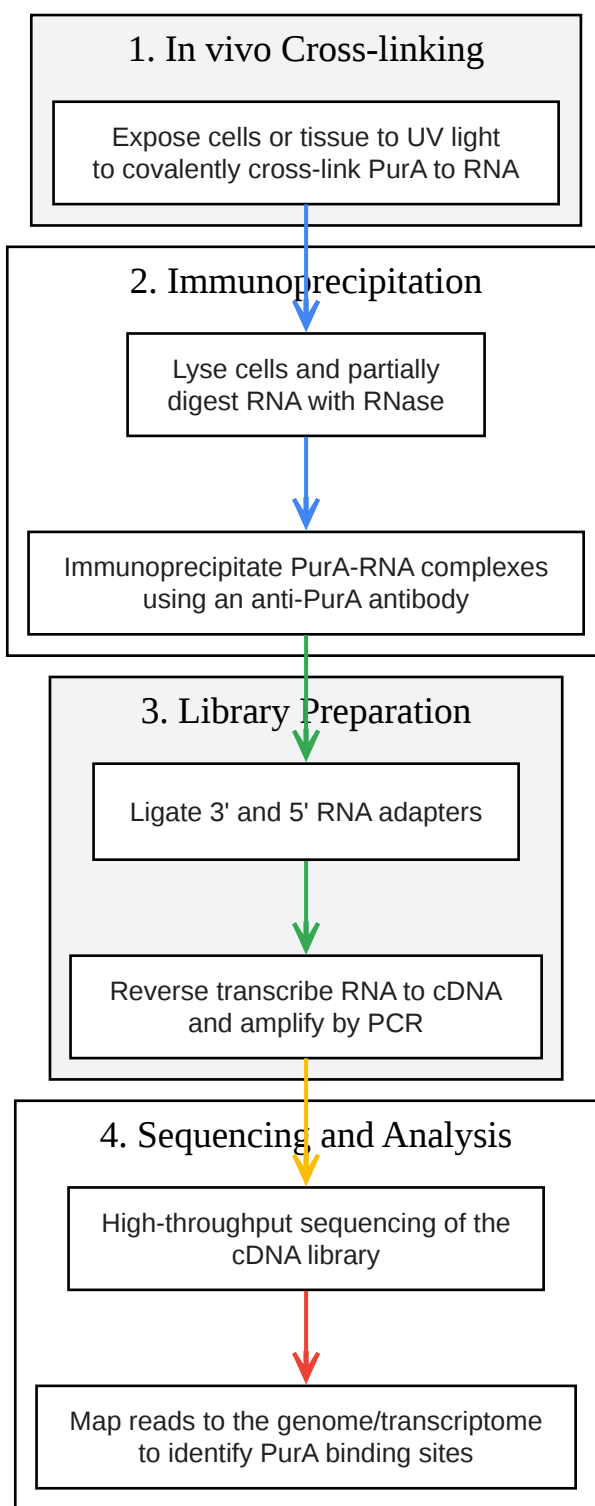 1. In vivo Cross-linking
Expose cells or tissue to UV light
to covalently cross-link PurA to RNA
2. Immunoprecipitation
Lyse cells and partially
digest RNA with RNase
Immunoprecipitate PurA-RNA complexes
using an anti-PurA antibody
3. Library Preparation
Ligate 3' and 5' RNA adapters
Reverse transcribe RNA to cDNA
and amplify by PCR
4. Sequencing and Analysis
High-throughput sequencing of the
cDNA library
Map reads to the genome/transcriptome
to identify PurA binding sites